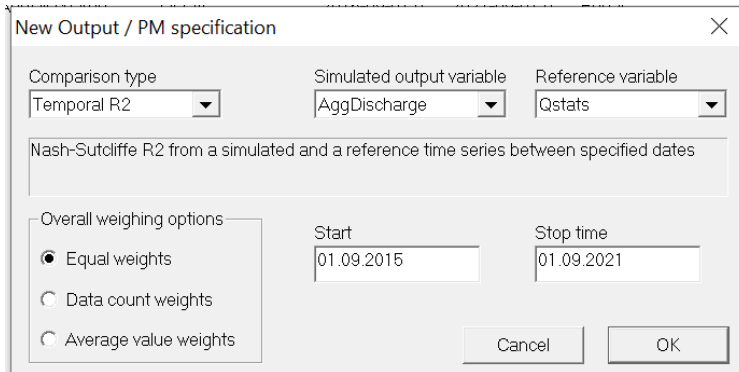 New Output / PM specification
Comparison type
Simulated output variable
Reference variable
Temporal R2
AggDischarge
Qstats
Nash-Sutcliffe R2 from a simulated and a reference time series between specified dates
Overall weighing options
Start
Stop time
Equal weights
01.09.2015
01.09.2021
Data count weights
Average value weights
Cancel
OK